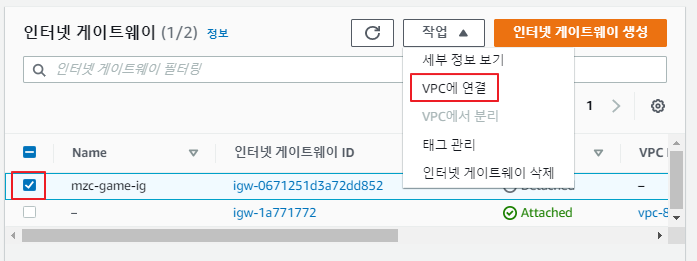 인터넷 게이트웨이 (1/2) 정보
작업
인터넷 게이트웨이 생성
인터넷 게이트웨이 필터링
세부 정보 보기
VPC에 연결
VPC에서 분리
태그 관리
인터넷 게이트웨이 삭제
1
Name 인터넷 게이트웨이 ID VPC
mzc-game-ig igw-0671251d3a72dd852 Detached –
– igw-1a771772 Attached vpc-8